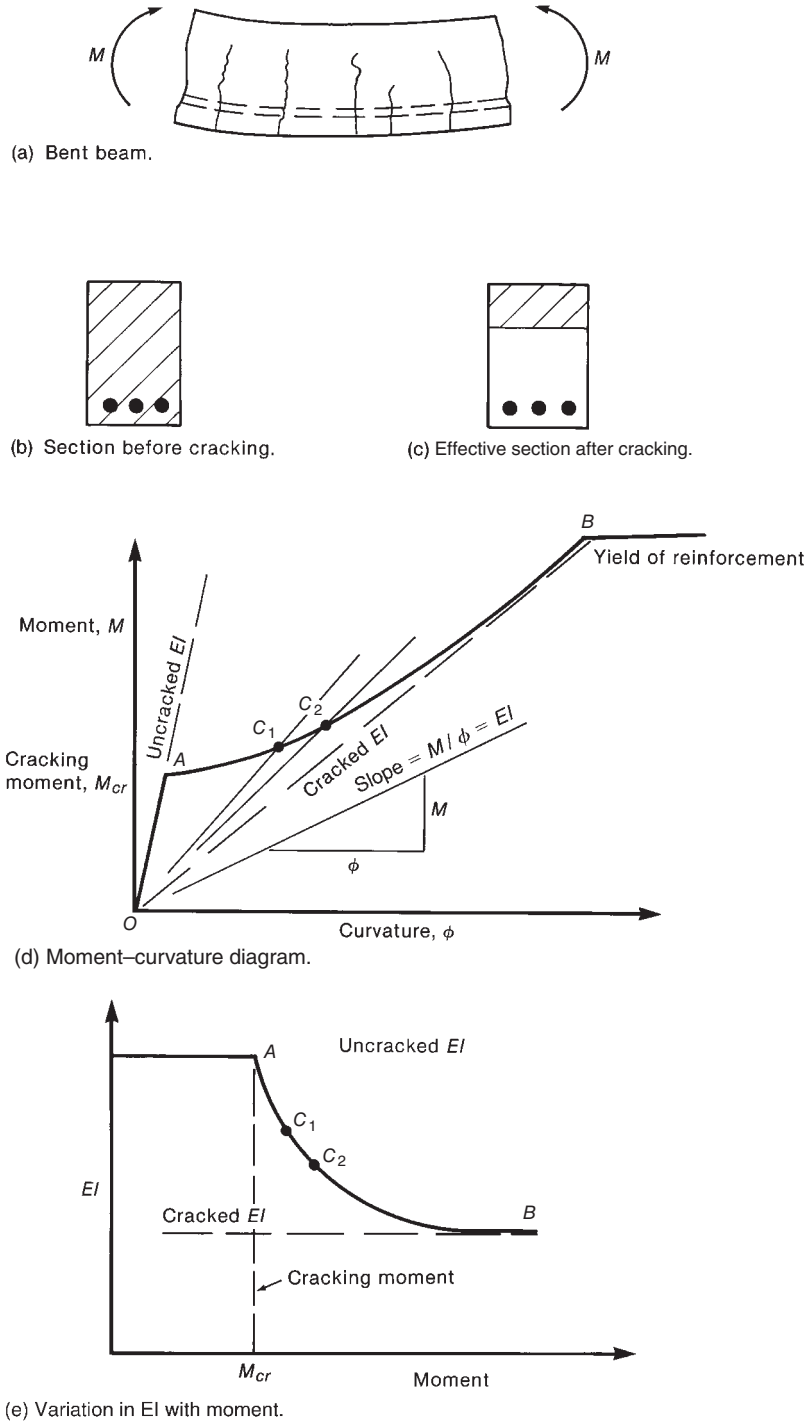 M
M
(a) Bent beam.
(b) Section before cracking.
(c) Effective section after cracking.
B
Yield of reinforcement
Moment, M
Uncracked EI
C2
C1
Cracked EI
Slope = M / ϕ = EI
A
Cracking
moment, Mcr
M
ϕ
O
Curvature, ϕ
(d) Moment–curvature diagram.
A
Uncracked EI
C1
C2
EI
Cracked EI
B
Cracking moment
Mcr
Moment
(e) Variation in EI with moment.